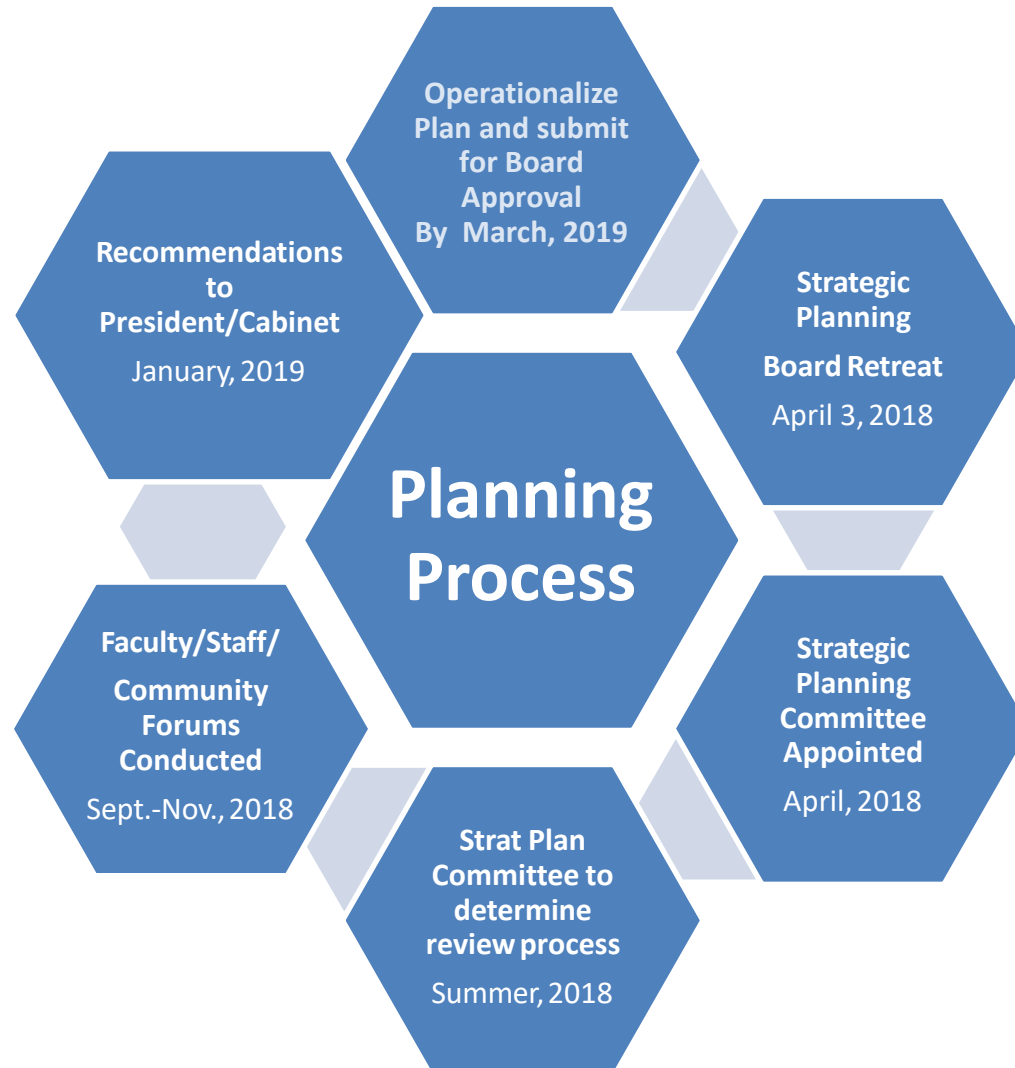 Operationalize
Plan and submit
for Board
Approval
By March, 2019
Strategic
Planning
Board Retreat
April 3, 2018
Strategic
Planning
Committee
Appointed
April, 2018
Strat Plan
Committee to
determine
review process
Summer, 2018
Faculty/Staff/
Community
Forums
Conducted
Sept.-Nov., 2018
Recommendations
to
President/Cabinet
January, 2019
Planning
Process